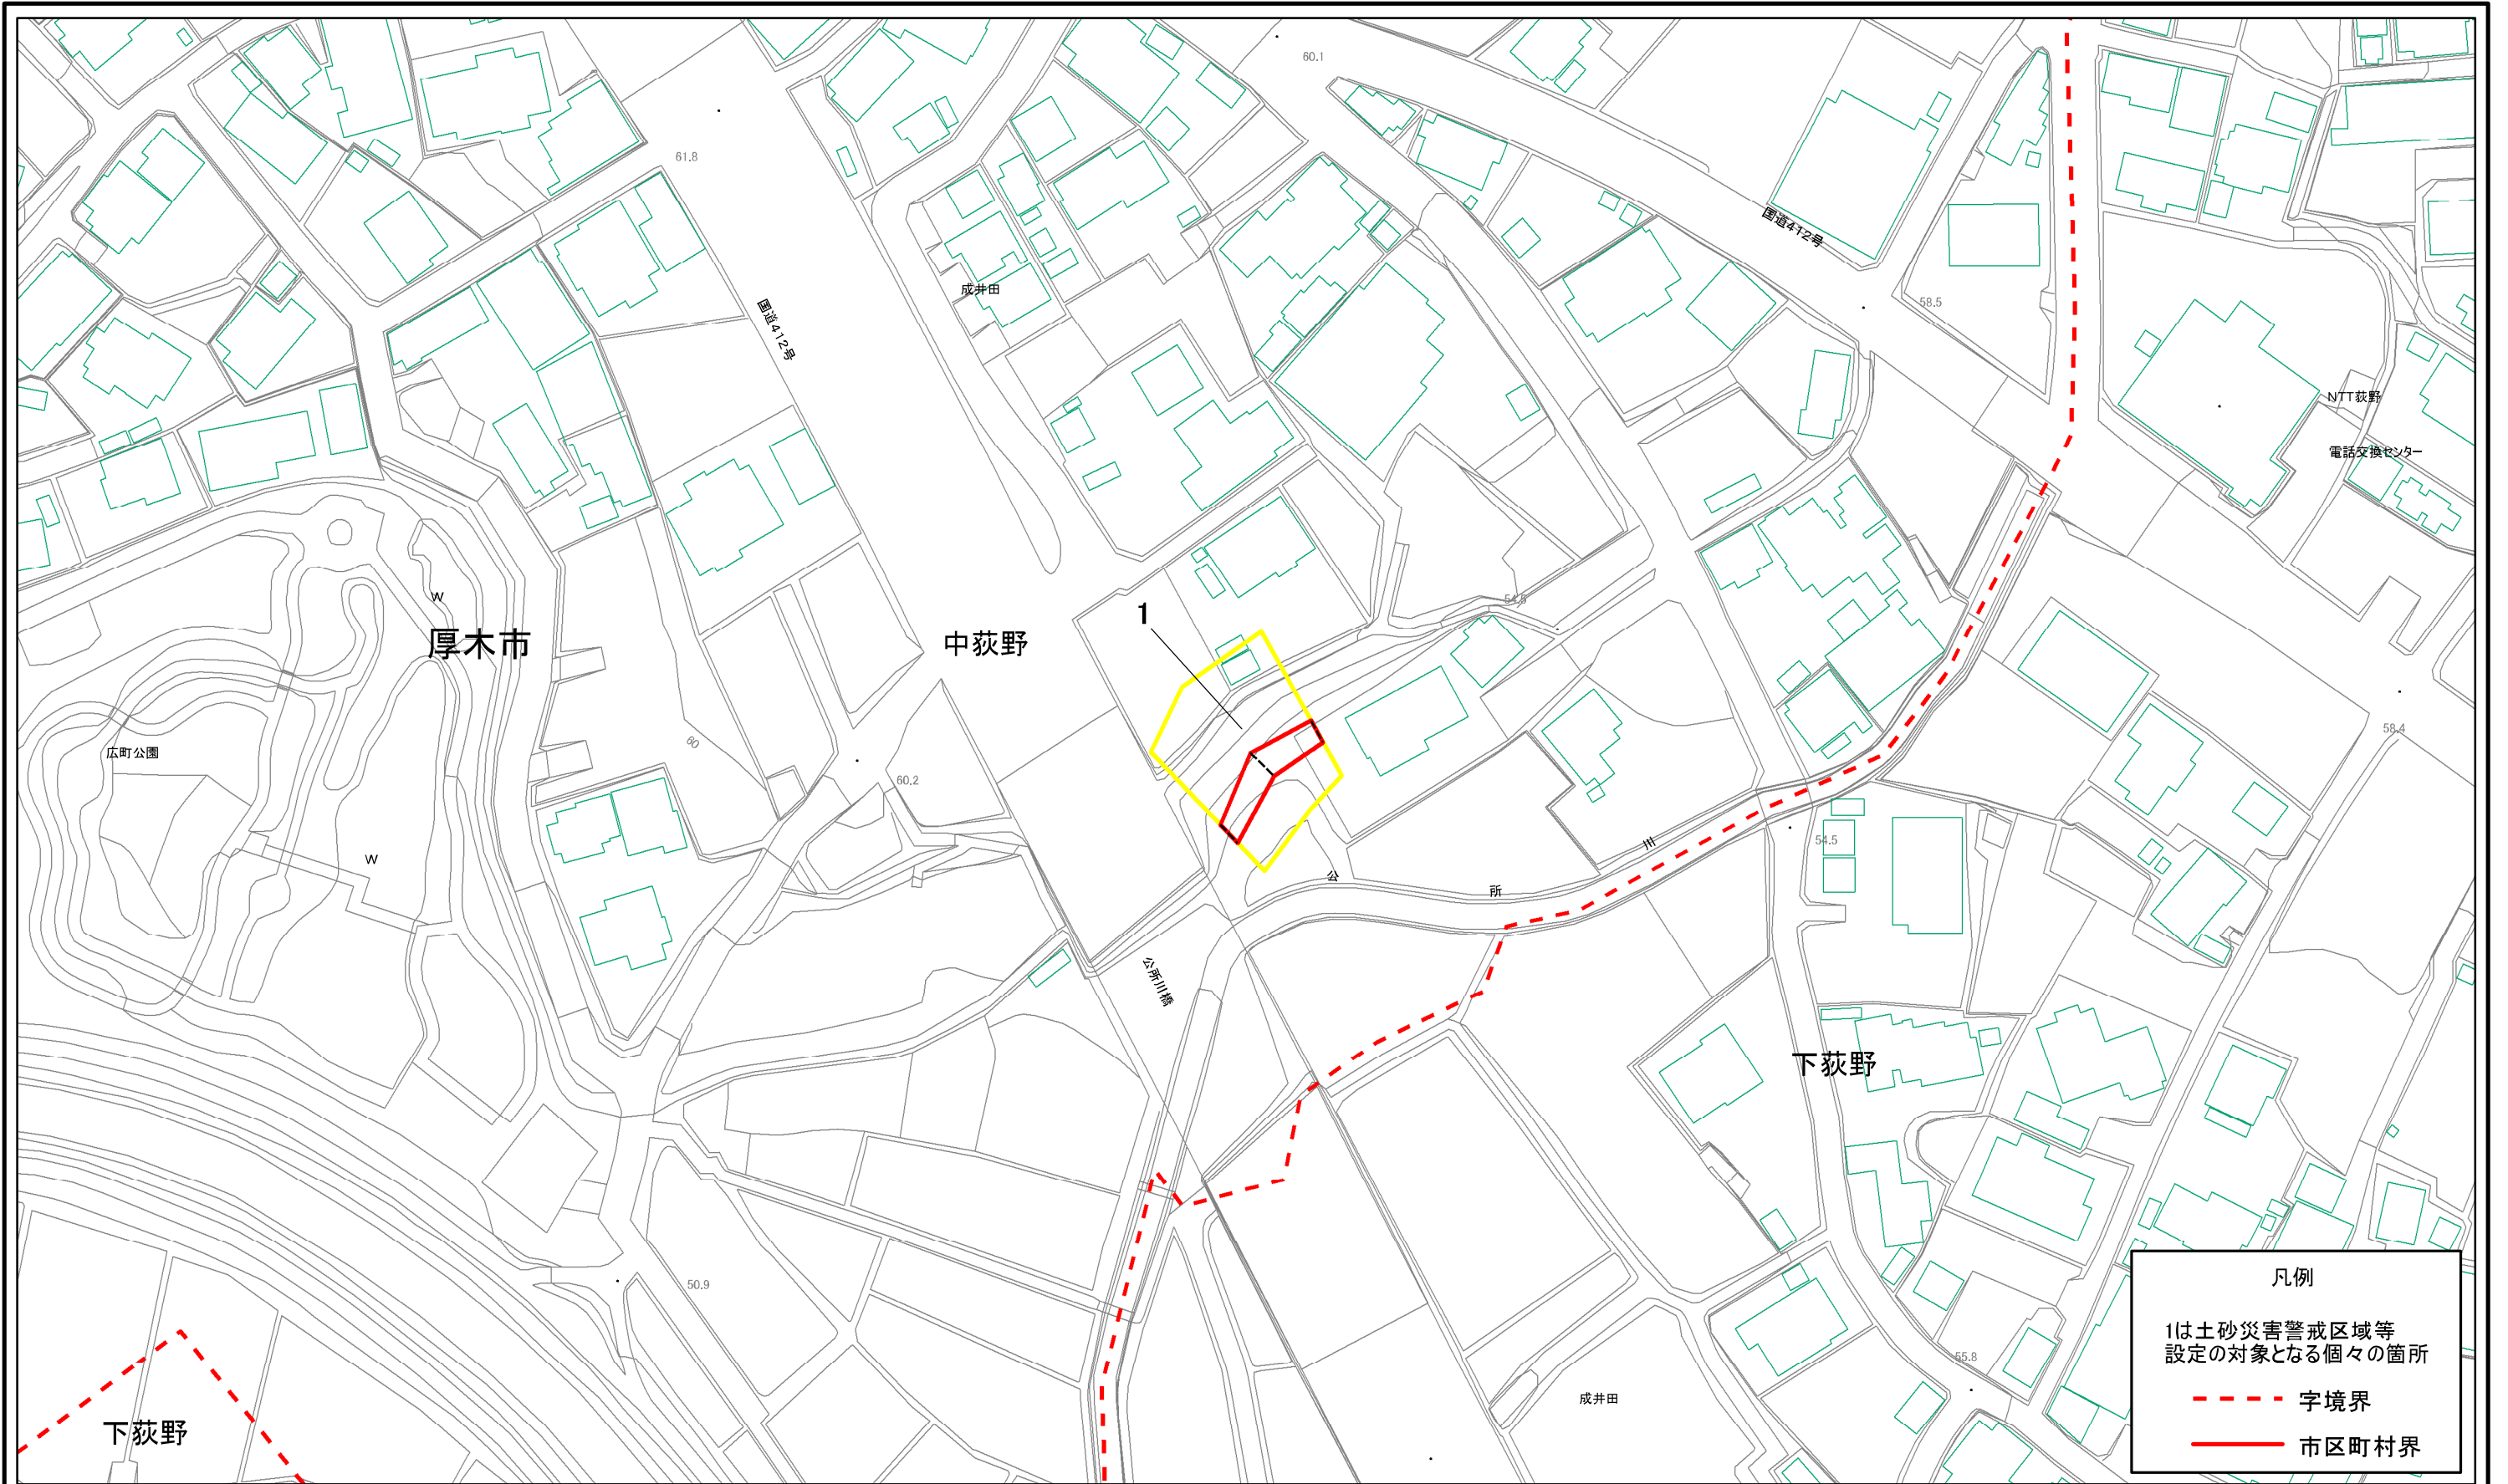 60.1
61.8
国道412号
成井田
国道412号
58.5
NTT荻野
電話交換センター
W
54.5
1
厚木市
中荻野
広町公園
60
60.2
58.4
川
54.5
W
公
所
公所川橋
下荻野
50.9
55.8
成井田
下荻野
凡例
1は土砂災害警戒区域等
設定の対象となる個々の箇所
字境界
市区町村界